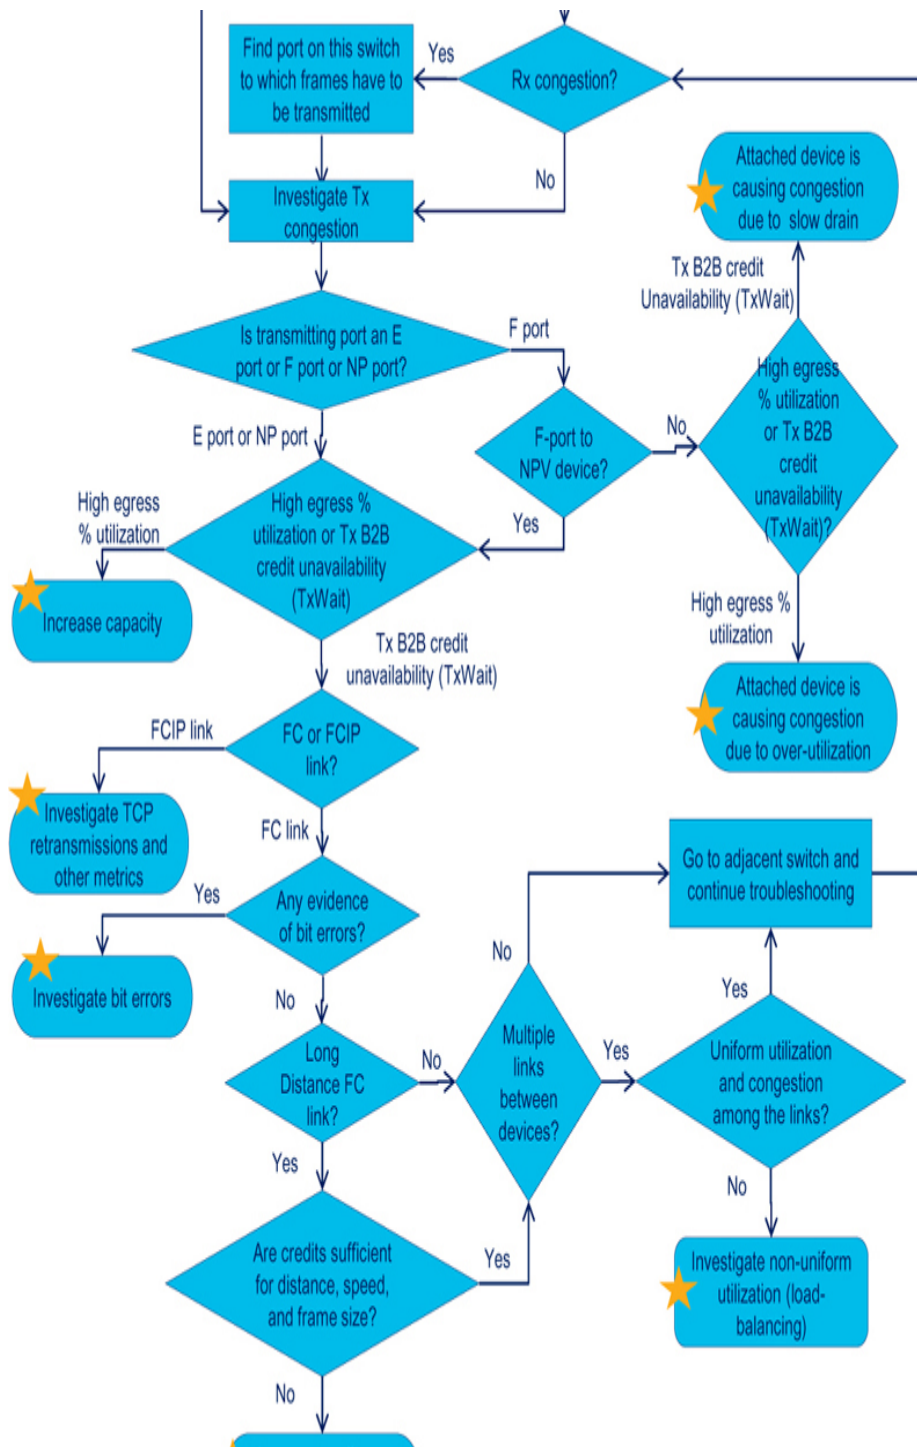 Find port on this switch
to which frames have to
be transmitted
Yes
Rx congestion?
No
Investigate Tx
congestion
Attached device is
causing congestion
due to slow drain
Tx B2B credit
Unavailability (TxWait)
Is transmitting port an E
port or F port or NP port?
F port
High egress
% utilization
or Tx B2B
credit
unavailability
(TxWait)?
E port or NP port
F-port to
NPV device?
No
Yes
High egress
% utilization
High egress %
utilization or Tx B2B
credit unavailability
(TxWait)
High egress %
utilization
Increase capacity
Tx B2B credit
unavailability (TxWait)
Attached device is
causing congestion
due to over-utilization
FCIP link
FC or FCIP
link?
Investigate TCP
retransmissions and
other metrics
FC link
Go to adjacent switch and
continue troubleshooting
Yes
Any evidence
of bit errors?
No
Investigate bit errors
No
Yes
Long
Distance FC
link?
No
Multiple
links
between
devices?
Yes
Uniform utilization
and congestion
among the links?
Yes
No
Are credits sufficient
for distance, speed,
and frame size?
Yes
Investigate non-uniform
utilization (load-
balancing)
No